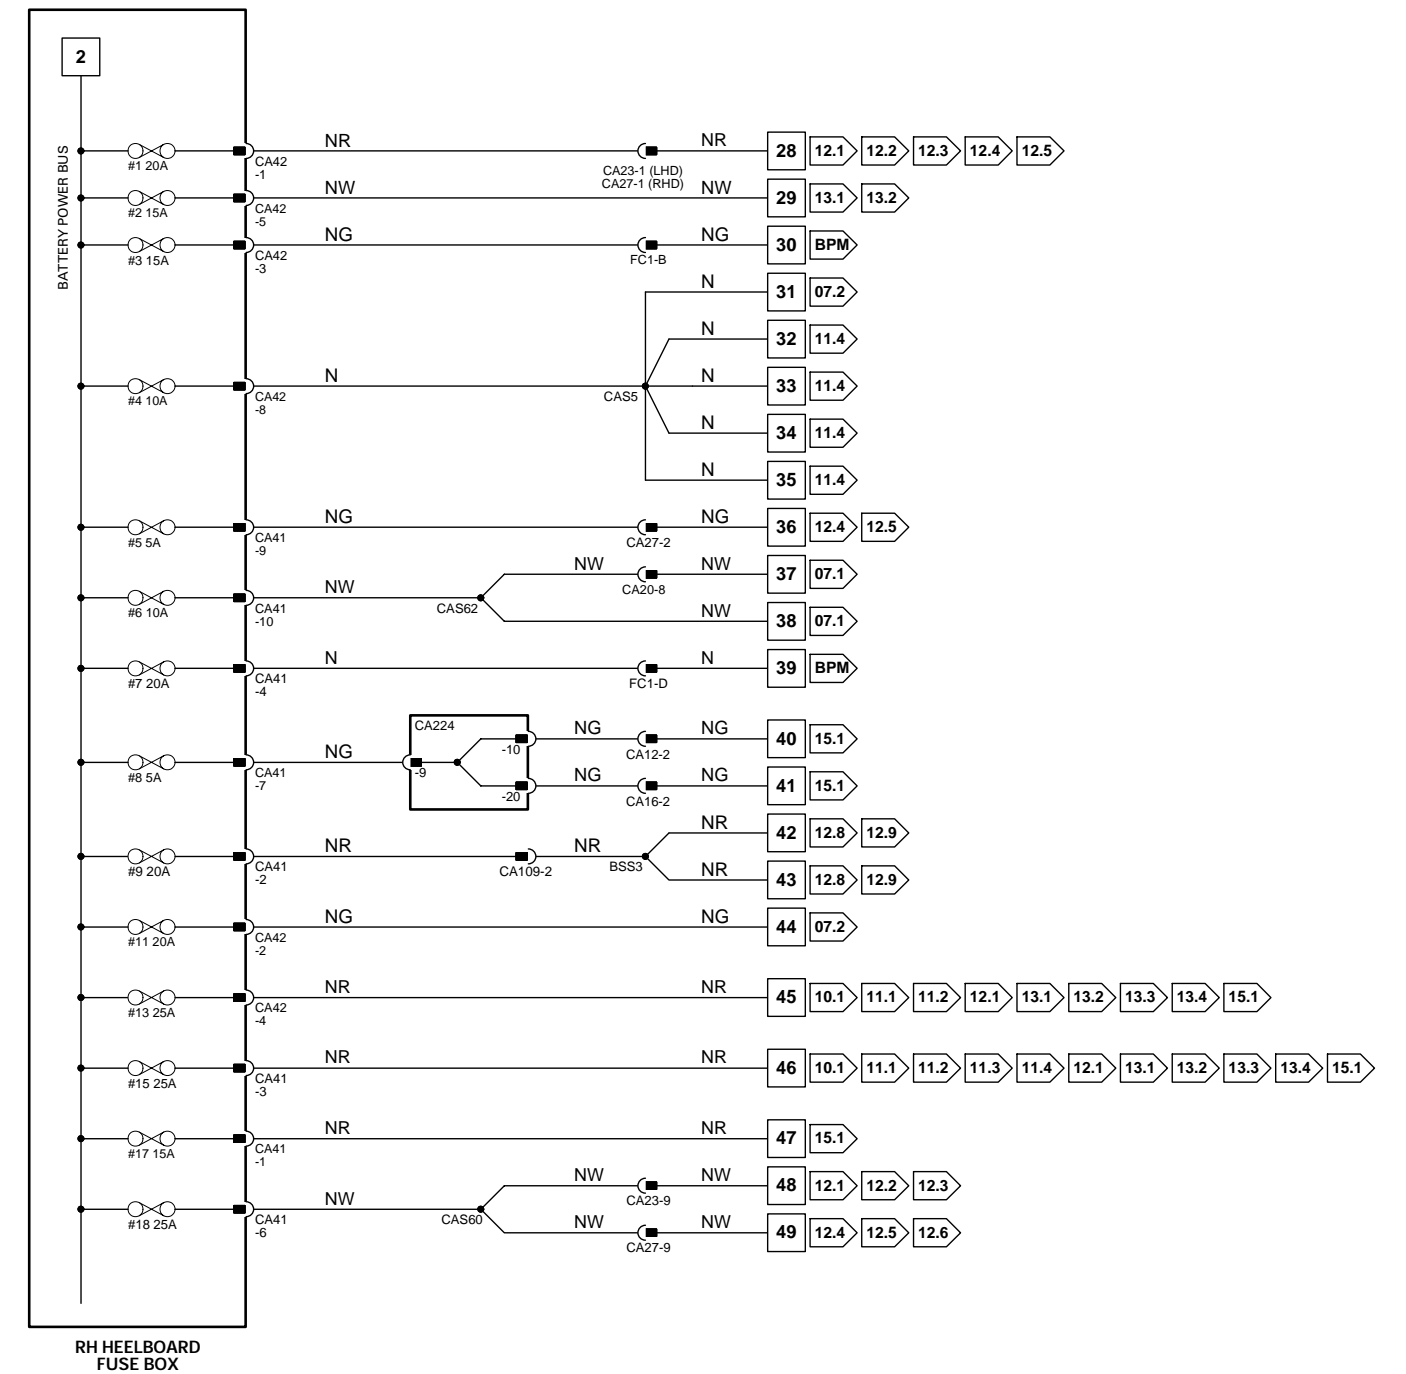 2
BATTERY POWER BUS
#1 20A
CA42
-1
NR
CA23-1 (LHD)
CA27-1 (RHD)
NR
28 12.1 12.2 12.3 12.4 12.5
#2 15A
CA42
-5
NW
NW
29 13.1 13.2
#3 15A
CA42
-3
NG
FC1-B
NG
30 BPM
N
31 07.2
N
32 11.4
#4 10A
CA42
-8
N
CAS5
N
33 11.4
N
34 11.4
N
35 11.4
#5 5A
CA41
-9
NG
CA27-2
NG
36 12.4 12.5
#6 10A
CA41
-10
NW
CAS62
NW
CA20-8
NW
37 07.1
NW
38 07.1
#7 20A
CA41
-4
N
FC1-D
N
39 BPM
#8 5A
CA41
-7
NG
CA224
-9
-10
-20
NG
CA12-2
NG
40 15.1
NG
CA16-2
NG
41 15.1
#9 20A
CA41
-2
NR
CA109-2
NR
BSS3
NR
42 12.8 12.9
NR
43 12.8 12.9
#11 20A
CA42
-2
NG
NG
44 07.2
#13 25A
CA42
-4
NR
NR
45 10.1 11.1 11.2 12.1 13.1 13.2 13.3 13.4 15.1
#15 25A
CA41
-3
NR
NR
46 10.1 11.1 11.2 11.3 11.4 12.1 13.1 13.2 13.3 13.4 15.1
#17 15A
CA41
-1
NR
NR
47 15.1
#18 25A
CA41
-6
NW
CAS60
NW
CA23-9
NW
48 12.1 12.2 12.3
NW
CA27-9
NW
49 12.4 12.5 12.6
RH HEELBOARD
FUSE BOX